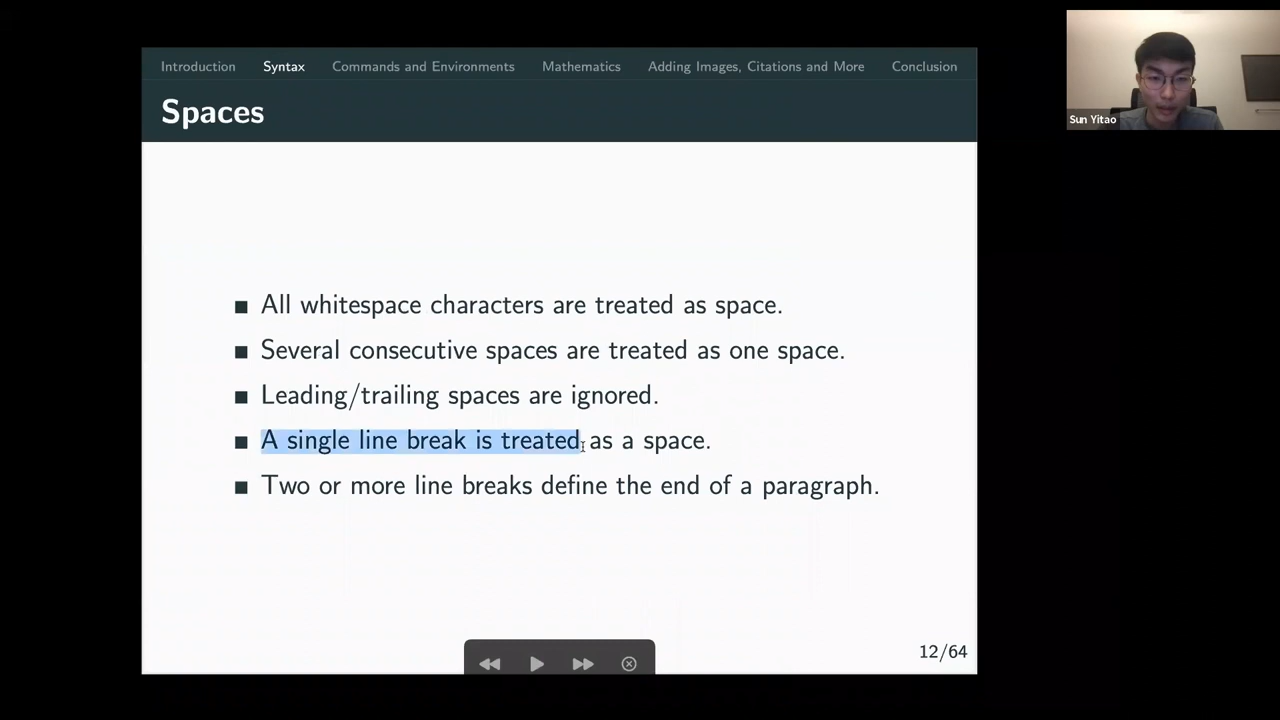 Introduction Syntax Commands and Environments Mathematics Adding Images, Citations and More Conclusion
Spaces
All whitespace characters are treated as space.
Several consecutive spaces are treated as one space.
Leading/trailing spaces are ignored.
A single line break is treated as a space.
Two or more line breaks define the end of a paragraph.
12/64
Sun Yitao